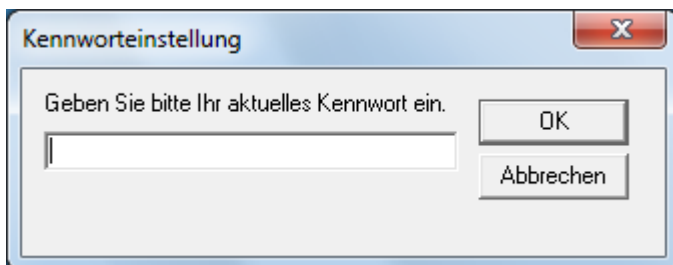 Kennworteinstellung
Geben Sie bitte Ihr aktuelles Kennwort ein.
OK
Abbrechen